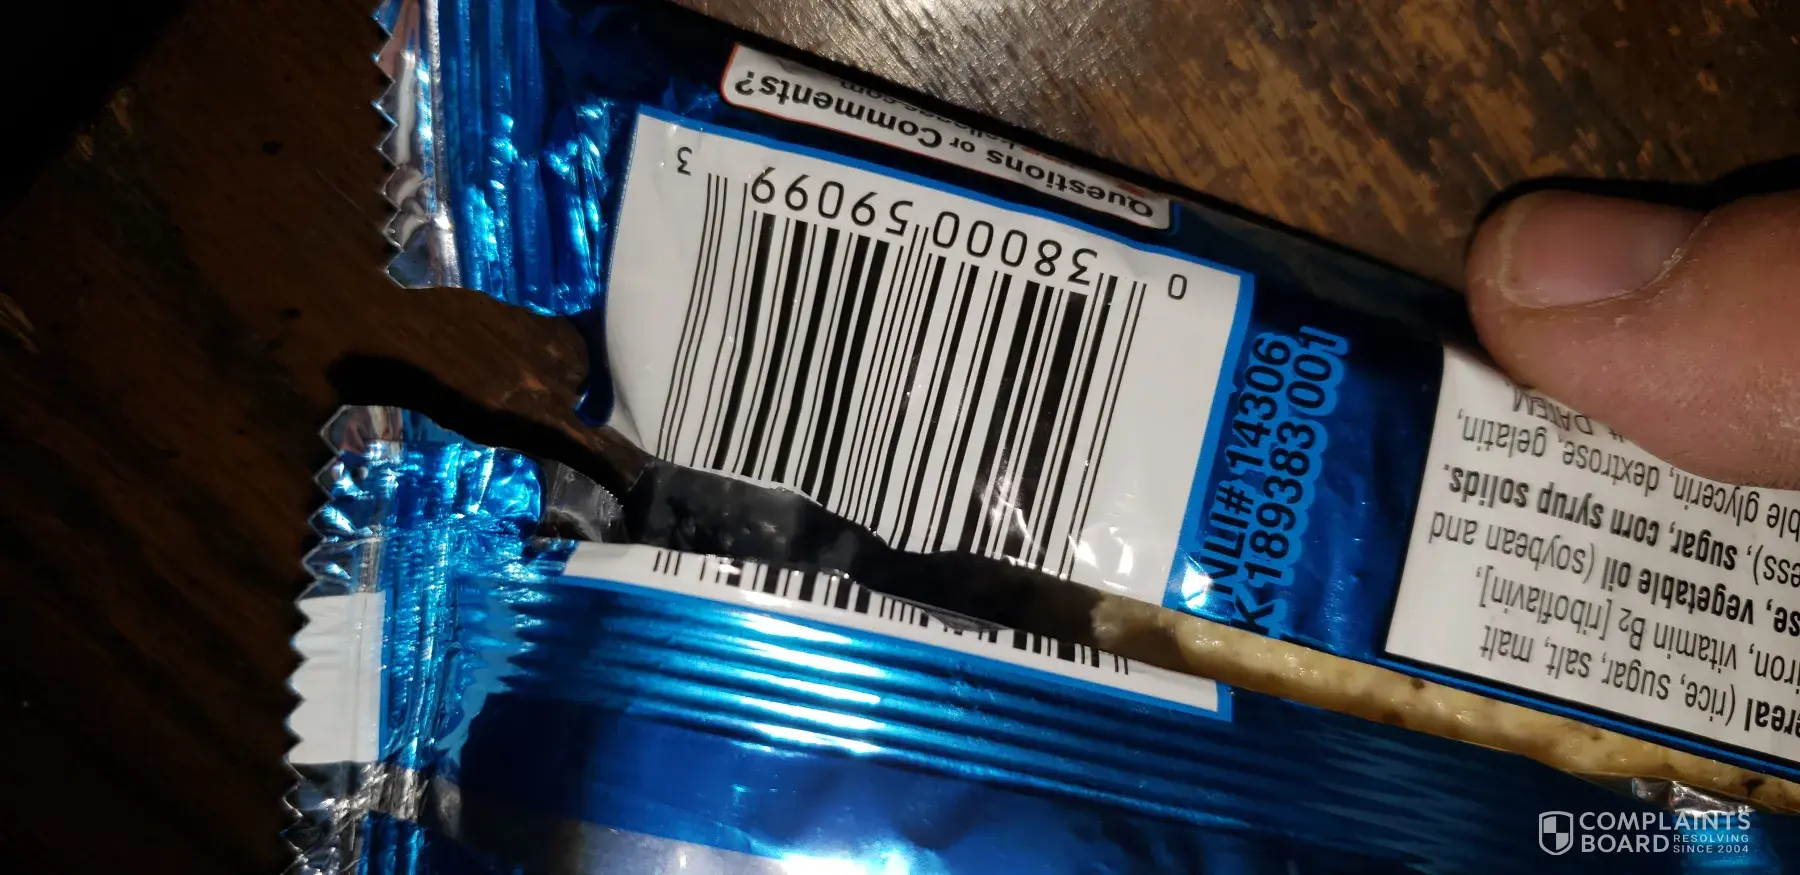 Questions or Comments?
0 38000 59099 3
NLI# 14306
K 189383 001
ereal (rice, sugar, salt, malt
iron, vitamin B2 [riboflavin],
se, vegetable oil (soybean and
ess), sugar, corn syrup solids.
ble glycerin, dextrose, gelatin,
DATEM,
COMPLAINTS
BOARD RESOLVING
SINCE 2004